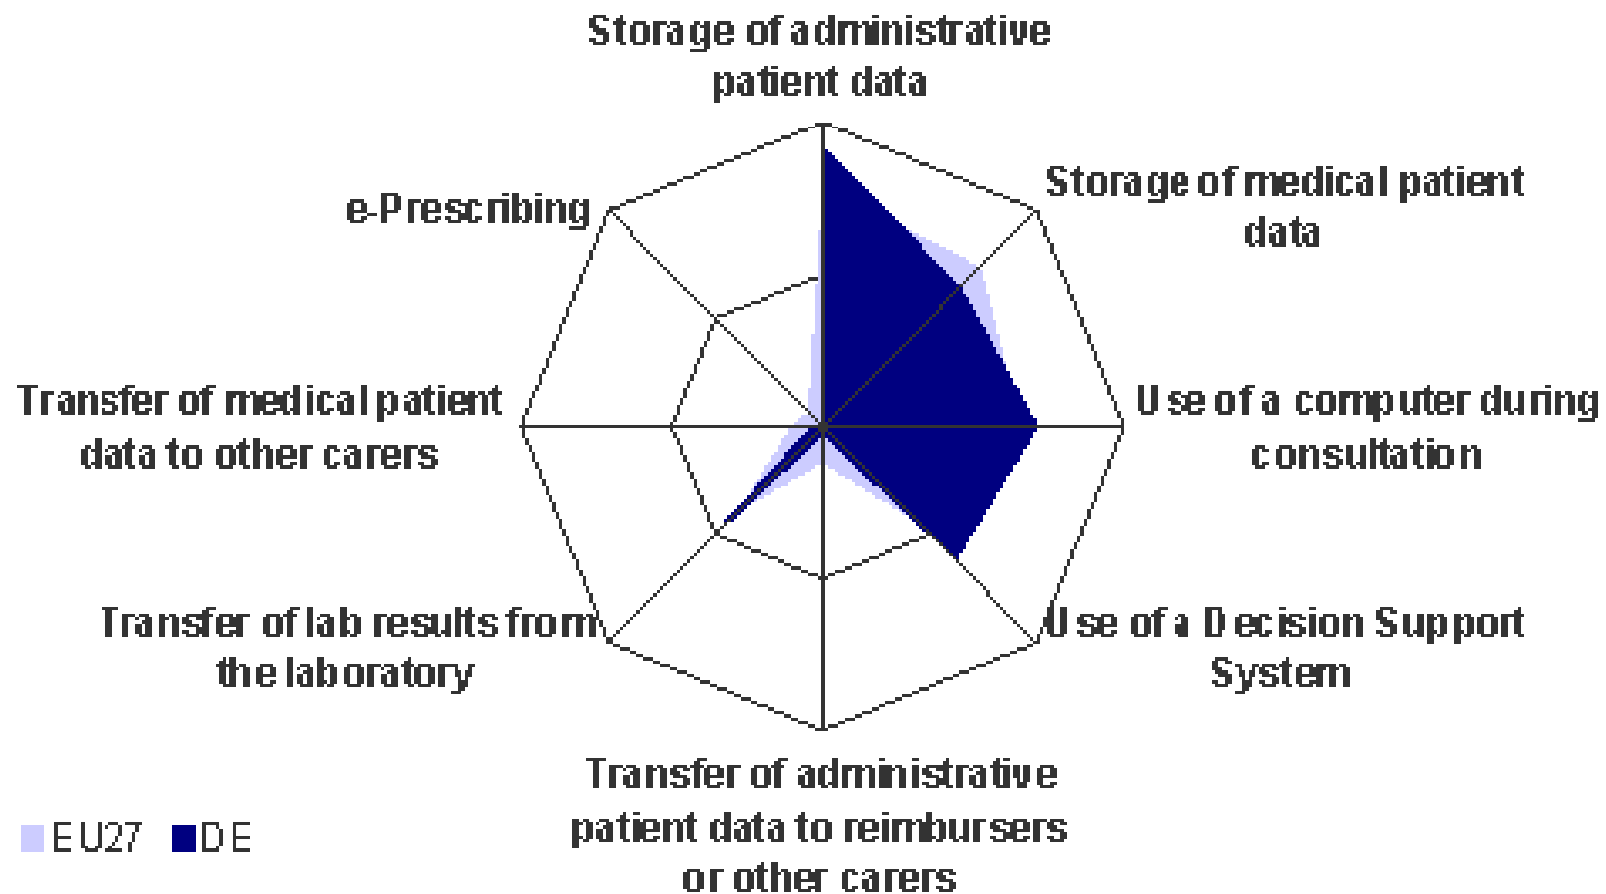 Storage of administrative
patient data
Storage of medical patient
data
e-Prescribing
Transfer of medical patient
data to other carers
Use of a computer during
consultation
Transfer of lab results from
the laboratory
Use of a Decision Support
System
Transfer of administrative
patient data to reimbursers
or other carers
EU27 DE